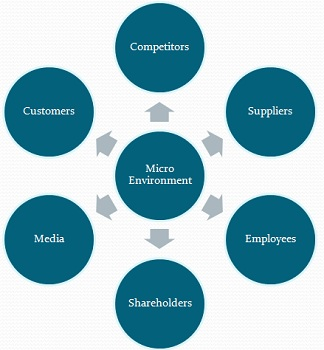 Competitors
Customers
Suppliers
Micro
Environment
Media
Employees
Shareholders